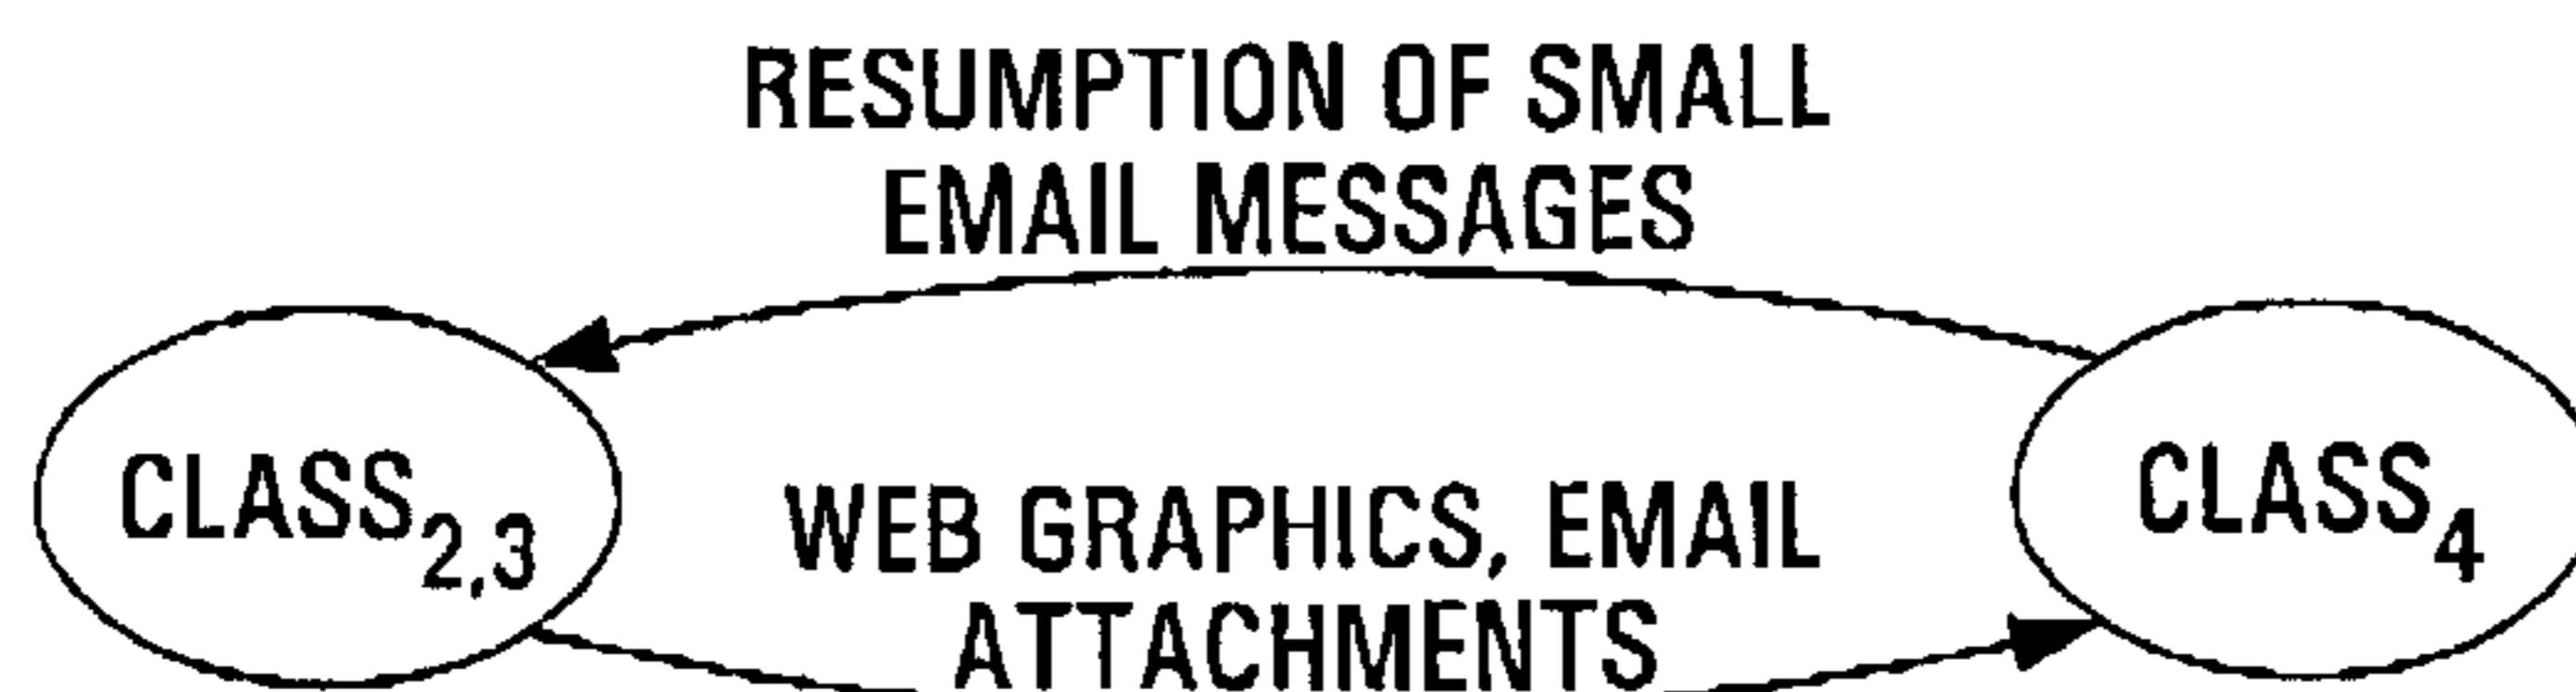 RESUMPTION OF SMALL
EMAIL MESSAGES
CLASS2,3
WEB GRAPHICS, EMAIL
ATTACHMENTS
CLASS4